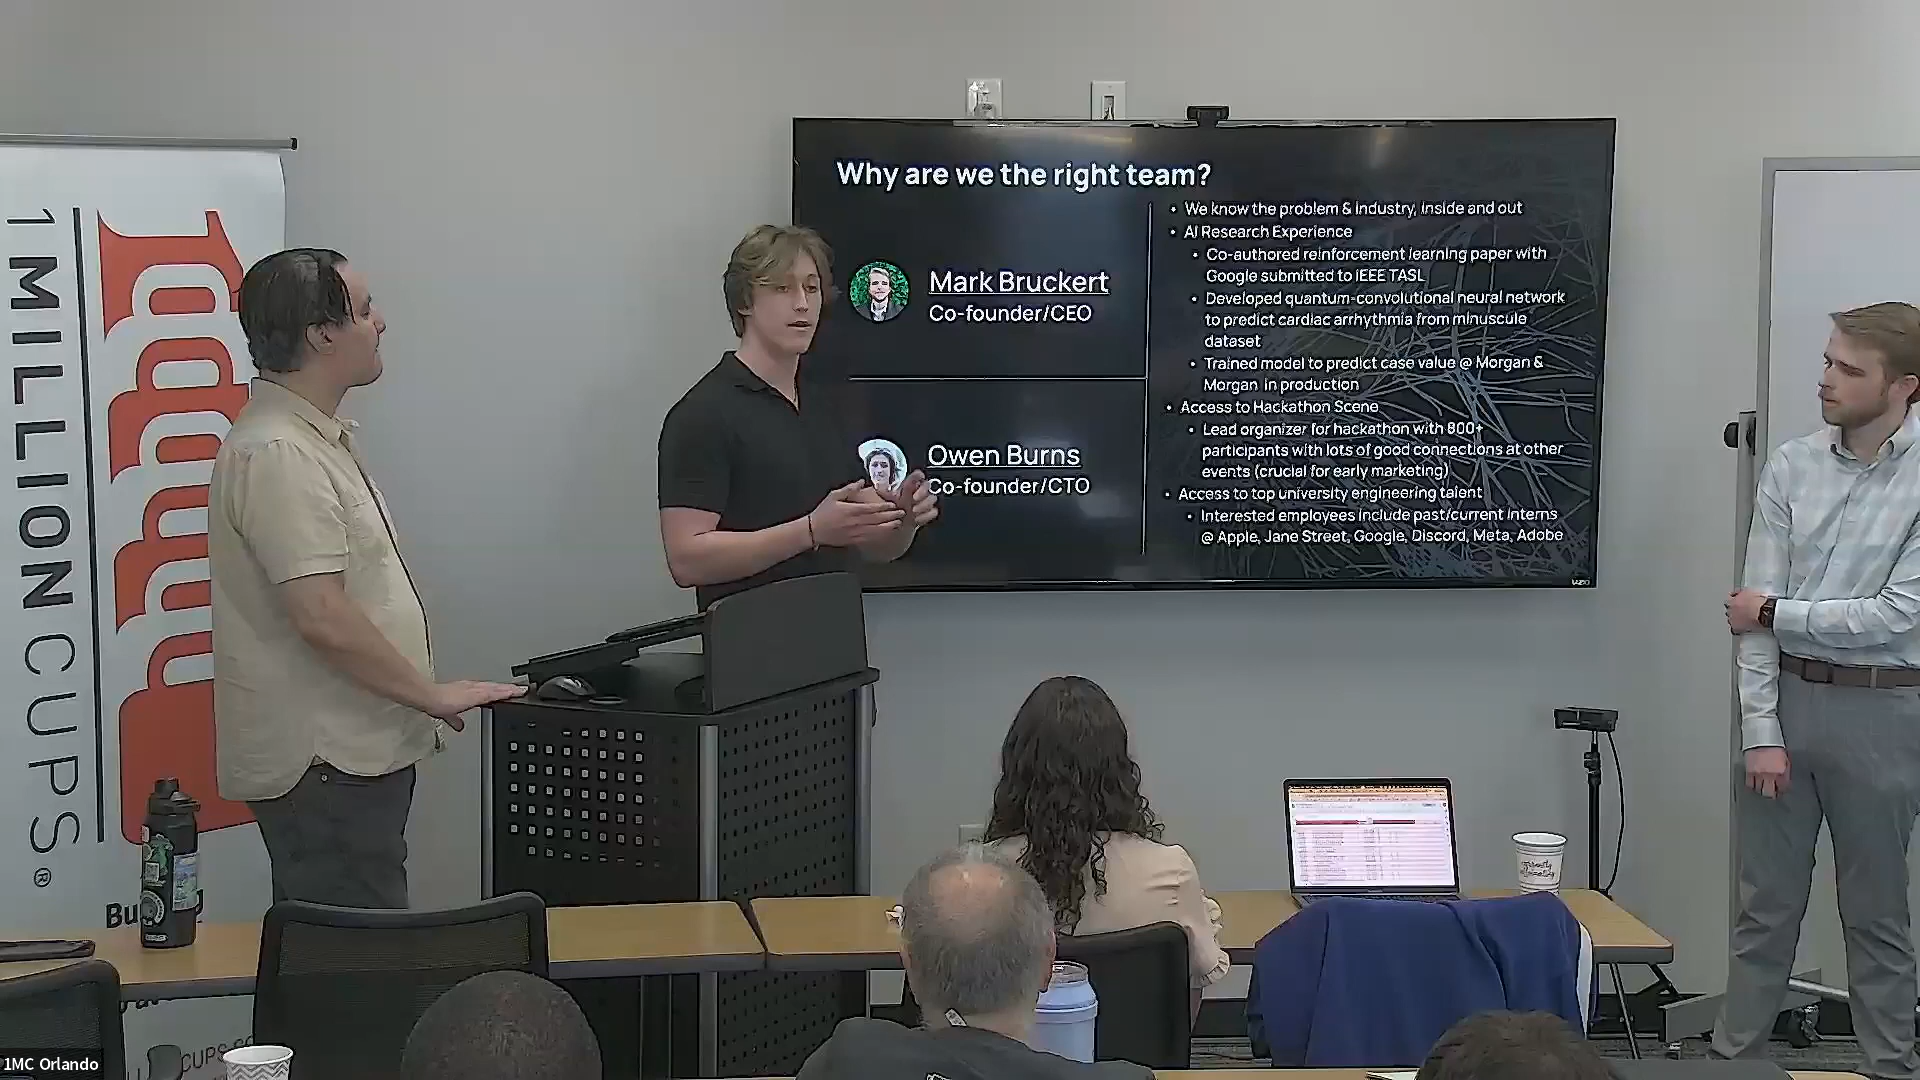 1 MILLION CUPS®
Why are we the right team?
Mark Bruckert
Co-founder/CEO
Owen Burns
Co-founder/CTO
• We know the problem & industry, inside and out
• AI Research Experience
• Co-authored reinforcement learning paper with
Google submitted to IEEE TASL
• Developed quantum-convolutional neural network
to predict cardiac arrhythmia from minuscule
dataset
• Trained model to predict case value @ Morgan &
Morgan in production
• Access to Hackathon Scene
• Lead organizer for hackathon with 800+
participants with lots of good connections at other
events (crucial for early marketing)
• Access to top university engineering talent
• Interested employees include past/current interns
@ Apple, Jane Street, Google, Discord, Meta, Adobe
VIZIO
1MC Orlando